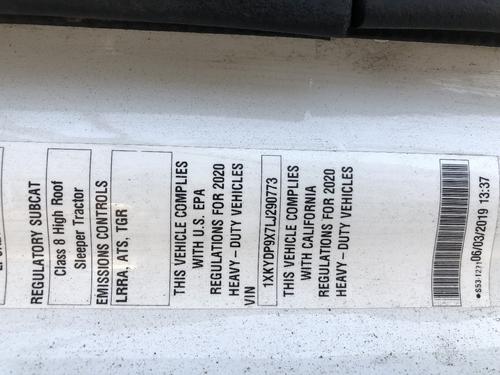 REGULATORY SUBCAT
Class 8 High Roof
Sleeper Tractor
EMISSIONS CONTROLS
LRRA, ATS, TGR
THIS VEHICLE COMPLIES
WITH U.S. EPA
REGULATIONS FOR 2020
HEAVY – DUTY VEHICLES
VIN
1XKYDP9X7LJ290773
THIS VEHICLE COMPLIES
WITH CALIFORNIA
REGULATIONS FOR 2020
HEAVY – DUTY VEHICLES
S53-1271 06/03/2019 13:37